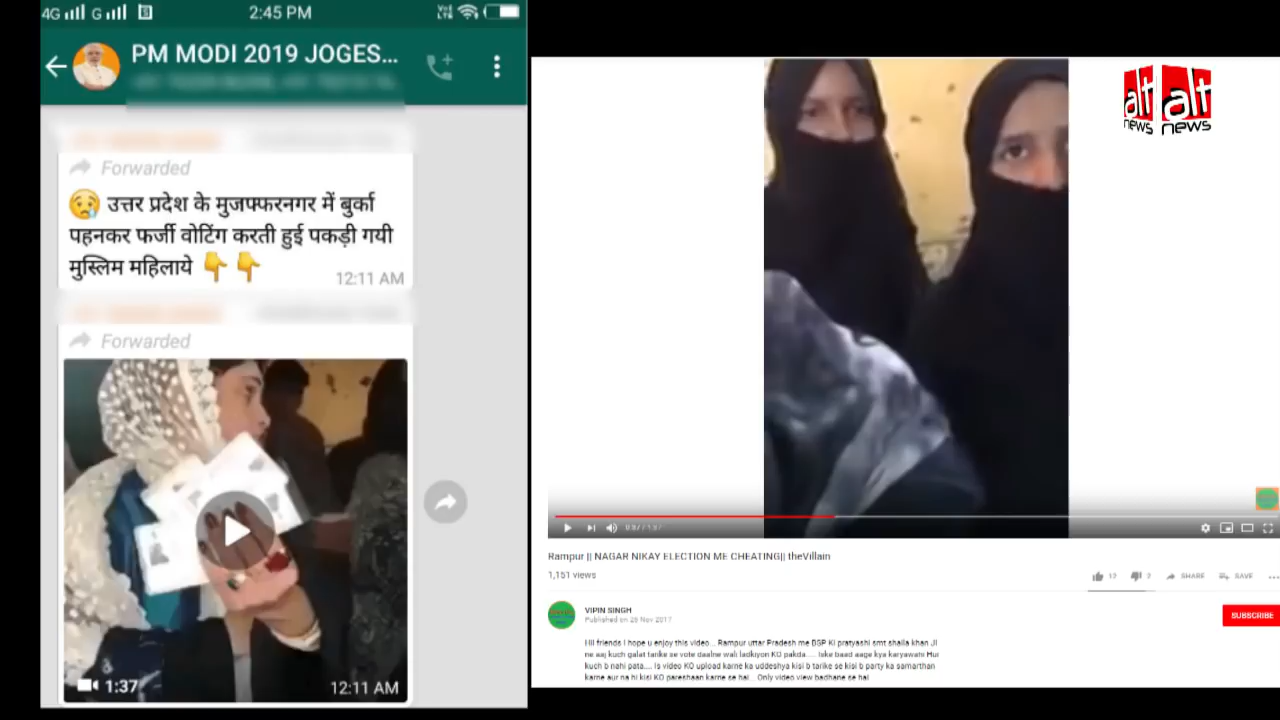 4G G 2:45 PM
PM MODI 2019 JOGES...
Forwarded
😢 उत्तर प्रदेश के मुजफ्फरनगर में बुर्का
पहनकर फर्जी वोटिंग करती हुई पकड़ी गयी
मुस्लिम महिलाये 👇👇
12:11 AM
Forwarded
1:37
12:11 AM
alt news
alt news
Rampur || NAGAR NIKAY ELECTION ME CHEATING|| theVillain
1,151 views
12 2 SHARE SAVE
VIPIN SINGH
Published on 26 Nov 2017
SUBSCRIBE
Hii friends I hope u enjoy this video... Rampur uttar Pradesh me BSP Ki pratyashi smt shaila khan JI
ne aaj kuch galat tarike se vote daalne wali ladkiyon KO pakda..... Iske baad aage kya karyawahi Hui
kuch b nahi pata.... Is video KO upload karne ka uddeshya kisi b tarike se kisi b party ka samarthan
karne aur na hi kisi KO pareshaan karne se hai... Only video view badhane se hai